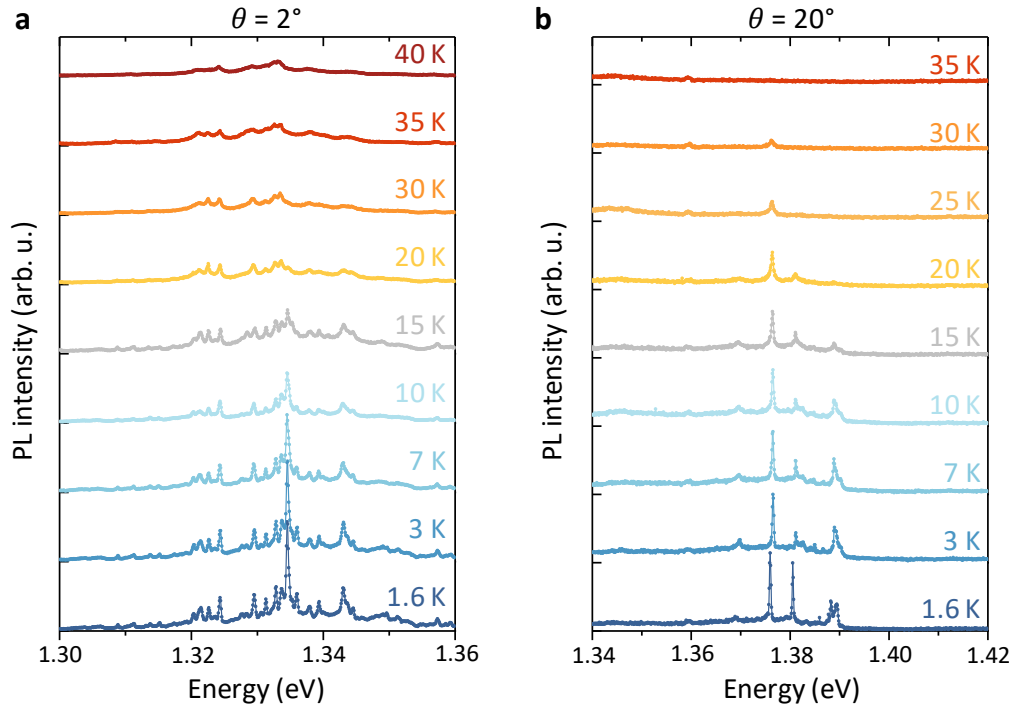 a
θ = 2°
40 K
35 K
30 K
20 K
15 K
10 K
7 K
3 K
1.6 K
PL intensity (arb. u.)
1.30
1.32
1.34
1.36
Energy (eV)
b
θ = 20°
35 K
30 K
25 K
20 K
15 K
10 K
7 K
3 K
1.6 K
PL intensity (arb. u.)
1.34
1.36
1.38
1.40
1.42
Energy (eV)